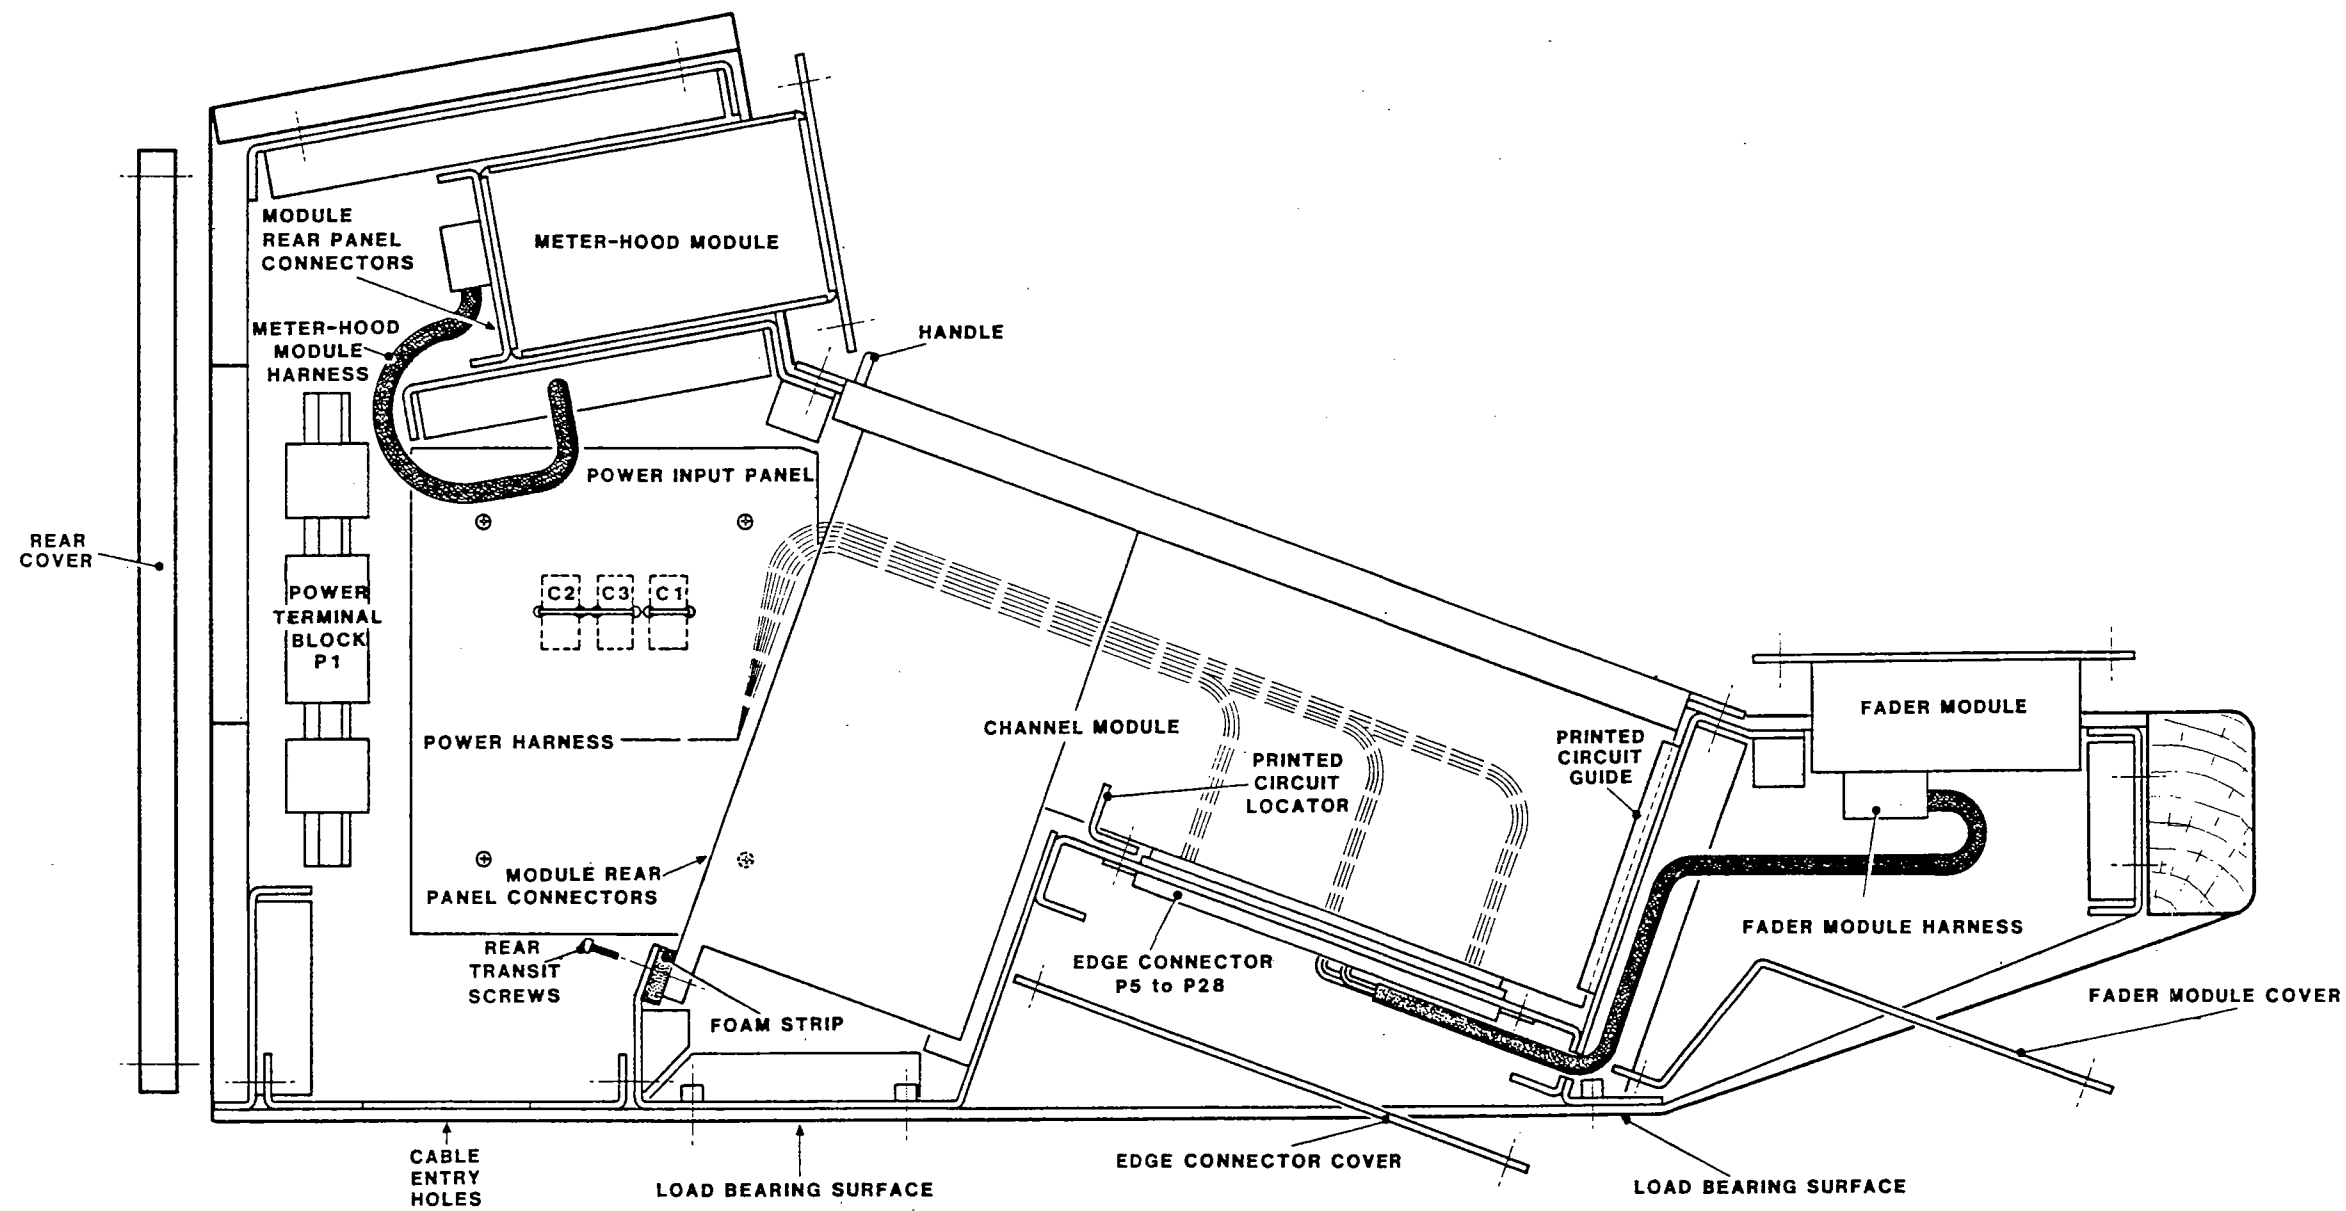 MODULE
REAR PANEL
CONNECTORS
METER-HOOD MODULE
METER-HOOD
MODULE
HARNESS
HANDLE
POWER INPUT PANEL
REAR
COVER
POWER
TERMINAL
BLOCK
P1
C2 C3 C1
POWER HARNESS
CHANNEL MODULE
PRINTED
CIRCUIT
LOCATOR
PRINTED
CIRCUIT
GUIDE
FADER MODULE
MODULE REAR
PANEL CONNECTORS
FADER MODULE HARNESS
REAR
TRANSIT
SCREWS
EDGE CONNECTOR
P5 to P28
FOAM STRIP
FADER MODULE COVER
CABLE
ENTRY
HOLES
LOAD BEARING SURFACE
EDGE CONNECTOR COVER
LOAD BEARING SURFACE